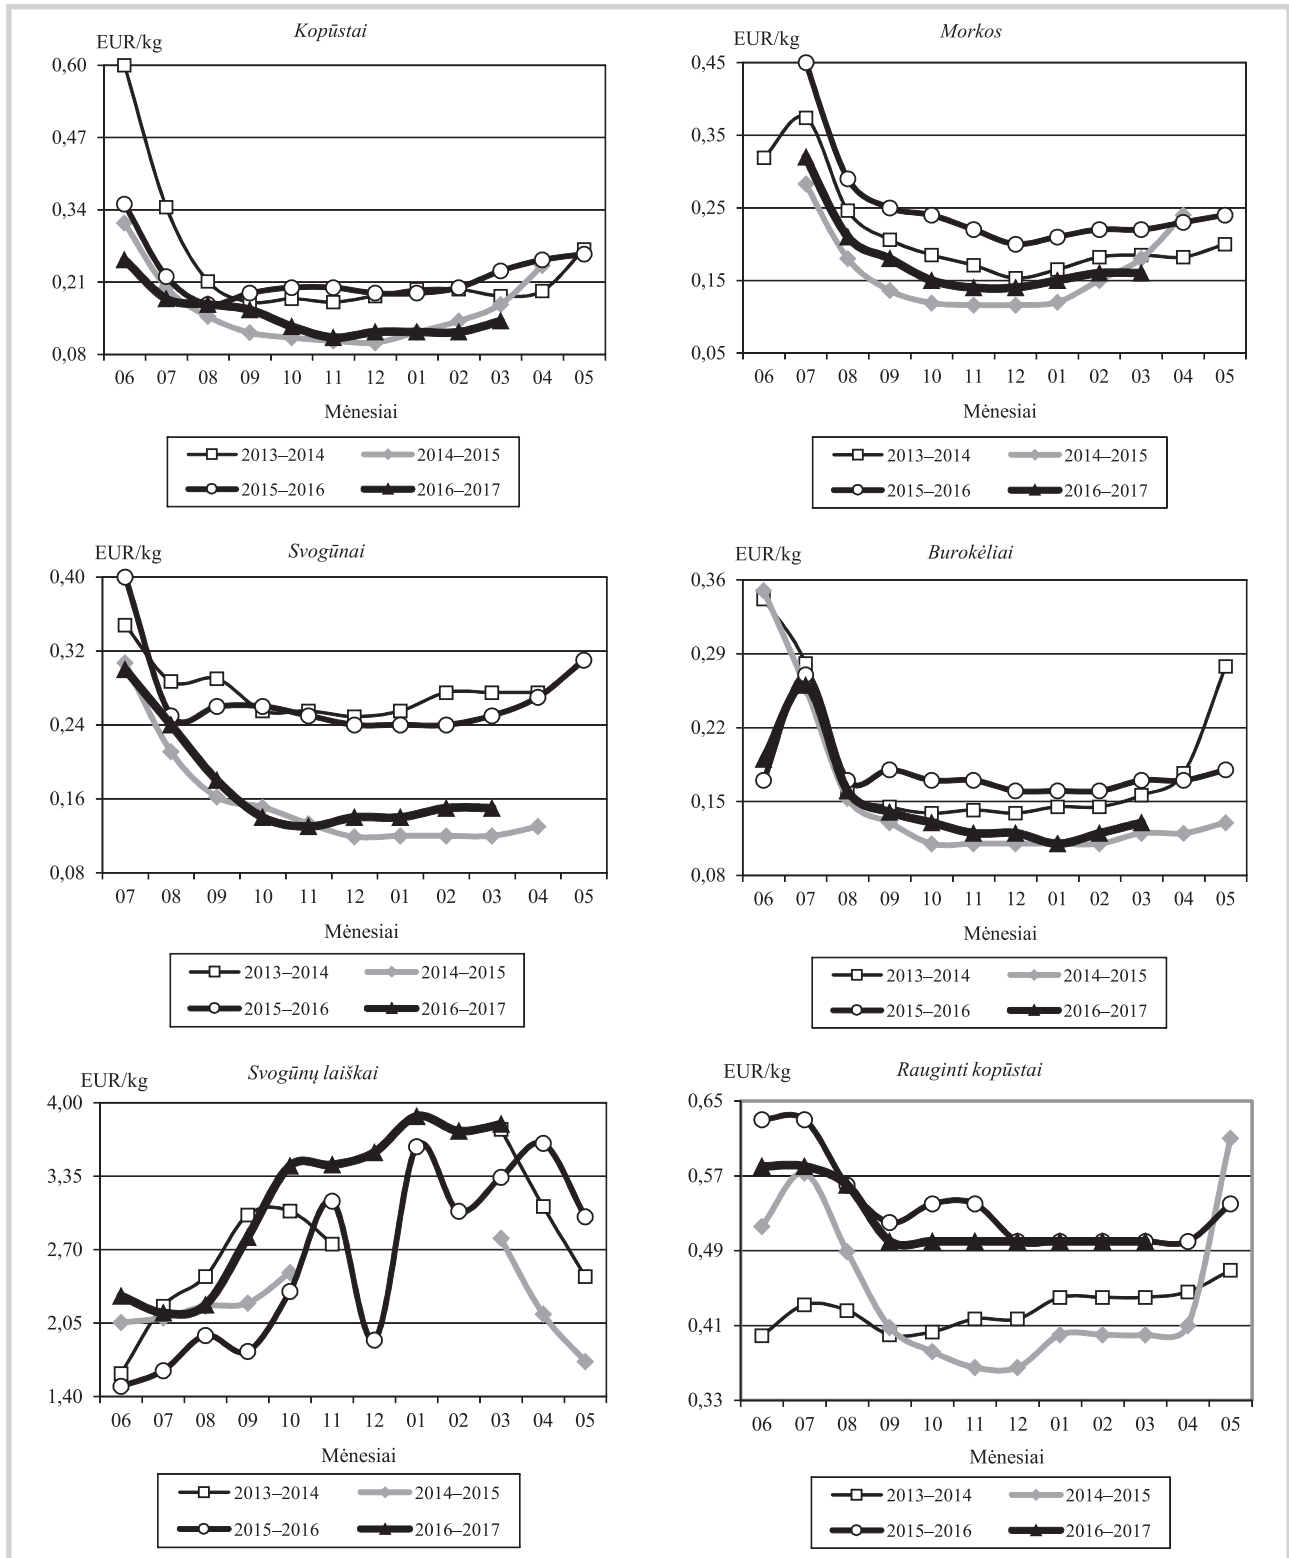 Kopūstai
EUR/kg
0,60
0,47
0,34
0,21
0,08
06 07 08 09 10 11 12 01 02 03 04 05
Mėnesiai
2013–2014 2014–2015
2015–2016 2016–2017
Morkos
EUR/kg
0,45
0,35
0,25
0,15
0,05
06 07 08 09 10 11 12 01 02 03 04 05
Mėnesiai
2013–2014 2014–2015
2015–2016 2016–2017
Svogūnai
EUR/kg
0,40
0,32
0,24
0,16
0,08
07 08 09 10 11 12 01 02 03 04 05
Mėnesiai
2013–2014 2014–2015
2015–2016 2016–2017
Burokėliai
EUR/kg
0,36
0,29
0,22
0,15
0,08
06 07 08 09 10 11 12 01 02 03 04 05
Mėnesiai
2013–2014 2014–2015
2015–2016 2016–2017
Svogūnų laiškai
EUR/kg
4,00
3,35
2,70
2,05
1,40
06 07 08 09 10 11 12 01 02 03 04 05
Mėnesiai
2013–2014 2014–2015
2015–2016 2016–2017
Rauginti kopūstai
EUR/kg
0,65
0,57
0,49
0,41
0,33
06 07 08 09 10 11 12 01 02 03 04 05
Mėnesiai
2013–2014 2014–2015
2015–2016 2016–2017